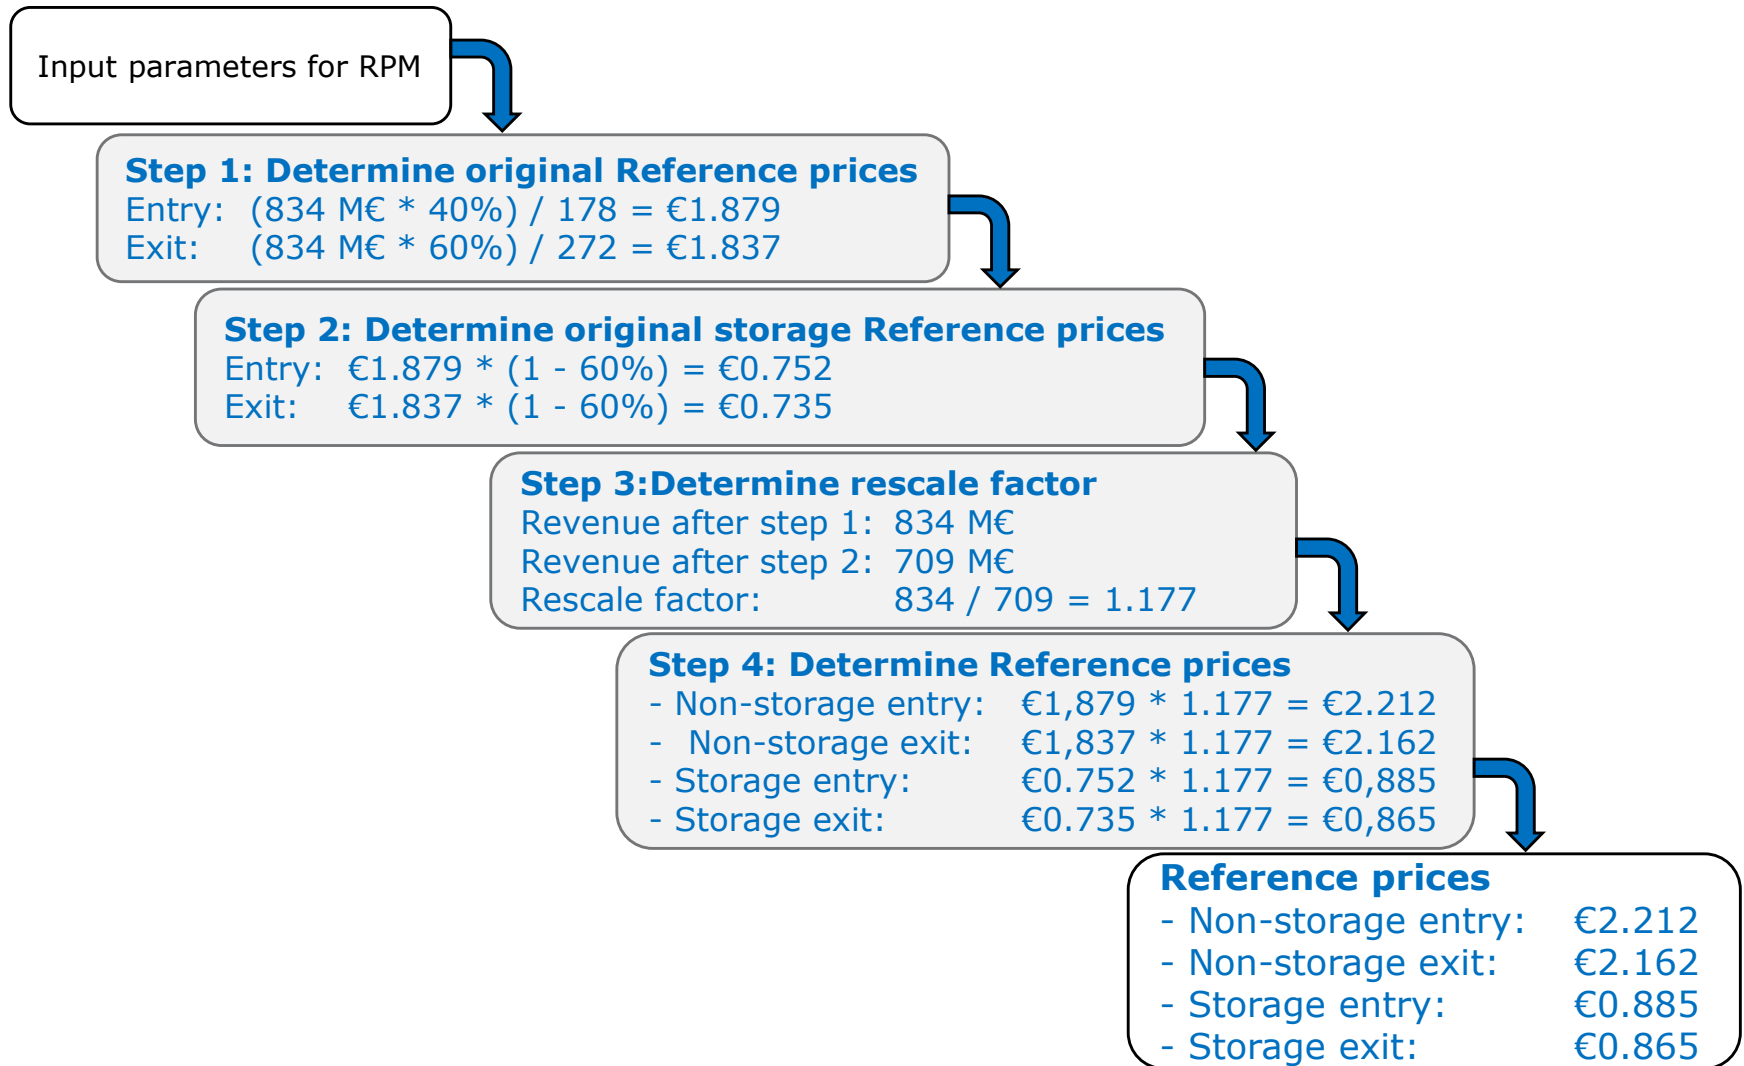 Input parameters for RPM
Step 1: Determine original Reference prices
Entry: (834 M€ * 40%) / 178 = €1.879
Exit: (834 M€ * 60%) / 272 = €1.837
Step 2: Determine original storage Reference prices
Entry: €1.879 * (1 - 60%) = €0.752
Exit: €1.837 * (1 - 60%) = €0.735
Step 3:Determine rescale factor
Revenue after step 1: 834 M€
Revenue after step 2: 709 M€
Rescale factor: 834 / 709 = 1.177
Step 4: Determine Reference prices
- Non-storage entry: €1,879 * 1.177 = €2.212
- Non-storage exit: €1,837 * 1.177 = €2.162
- Storage entry: €0.752 * 1.177 = €0,885
- Storage exit: €0.735 * 1.177 = €0,865
Reference prices
- Non-storage entry: €2.212
- Non-storage exit: €2.162
- Storage entry: €0.885
- Storage exit: €0.865